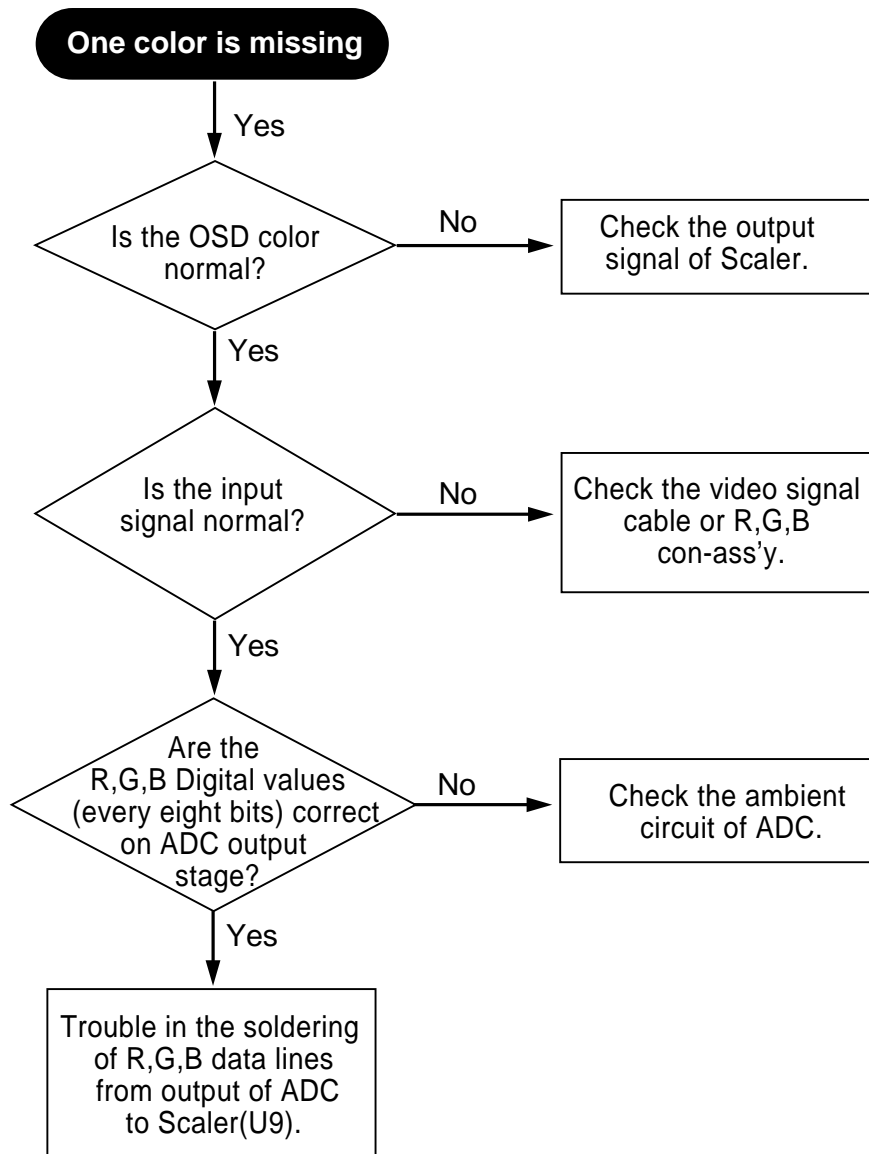 One color is missing
Yes
Is the OSD color
normal?
No
Check the output
signal of Scaler.
Yes
Is the input
signal normal?
No
Check the video signal
cable or R,G,B
con-ass’y.
Yes
Are the
R,G,B Digital values
(every eight bits) correct
on ADC output
stage?
No
Check the ambient
circuit of ADC.
Yes
Trouble in the soldering
of R,G,B data lines
from output of ADC
to Scaler(U9).